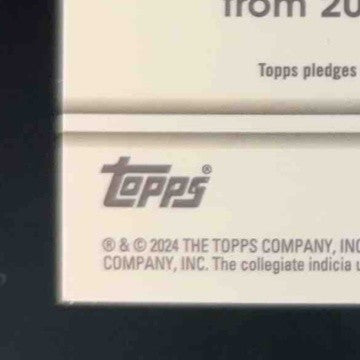 from 20
Topps pledges
Topps®
® & © 2024 THE TOPPS COMPANY, INC
COMPANY, INC. The collegiate indicia u